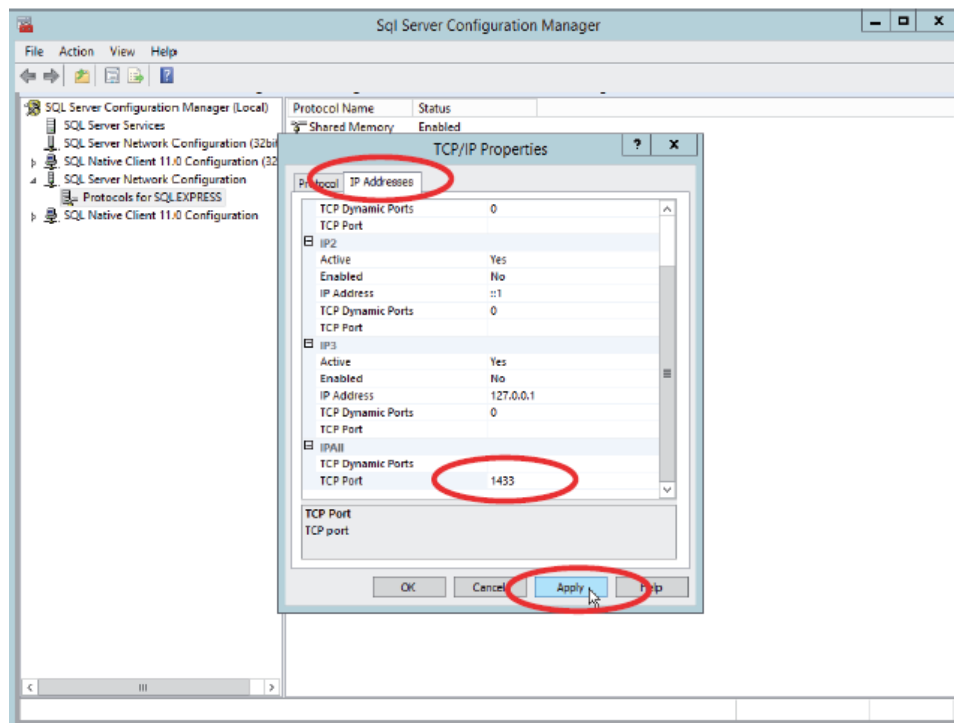 Sql Server Configuration Manager
File Action View Help
SQL Server Configuration Manager (Local)
SQL Server Services
SQL Server Network Configuration (32bit
SQL Native Client 11.0 Configuration (32
SQL Server Network Configuration
Protocols for SQLEXPRESS
SQL Native Client 11.0 Configuration
Protocol Name Status
Shared Memory Enabled
TCP/IP Properties
Protocol IP Addresses
TCP Dynamic Ports 0
TCP Port
IP2
Active Yes
Enabled No
IP Address ::1
TCP Dynamic Ports 0
TCP Port
IP3
Active Yes
Enabled No
IP Address 127.0.0.1
TCP Dynamic Ports 0
TCP Port
IPAll
TCP Dynamic Ports
TCP Port 1433
TCP Port
TCP port
OK Cancel Apply Help